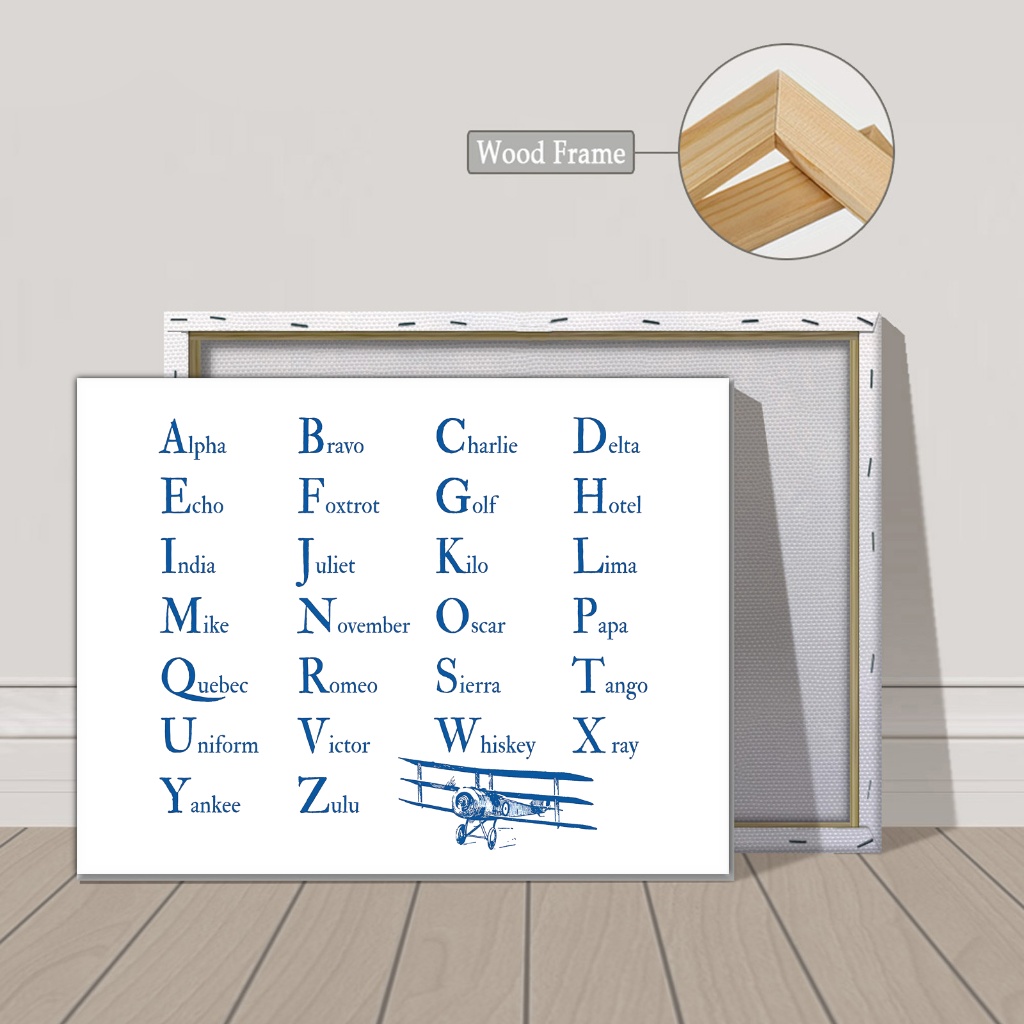 Wood Frame
Alpha Bravo Charlie Delta
Echo Foxtrot Golf Hotel
India Juliet Kilo Lima
Mike November Oscar Papa
Quebec Romeo Sierra Tango
Uniform Victor Whiskey X ray
Yankee Zulu